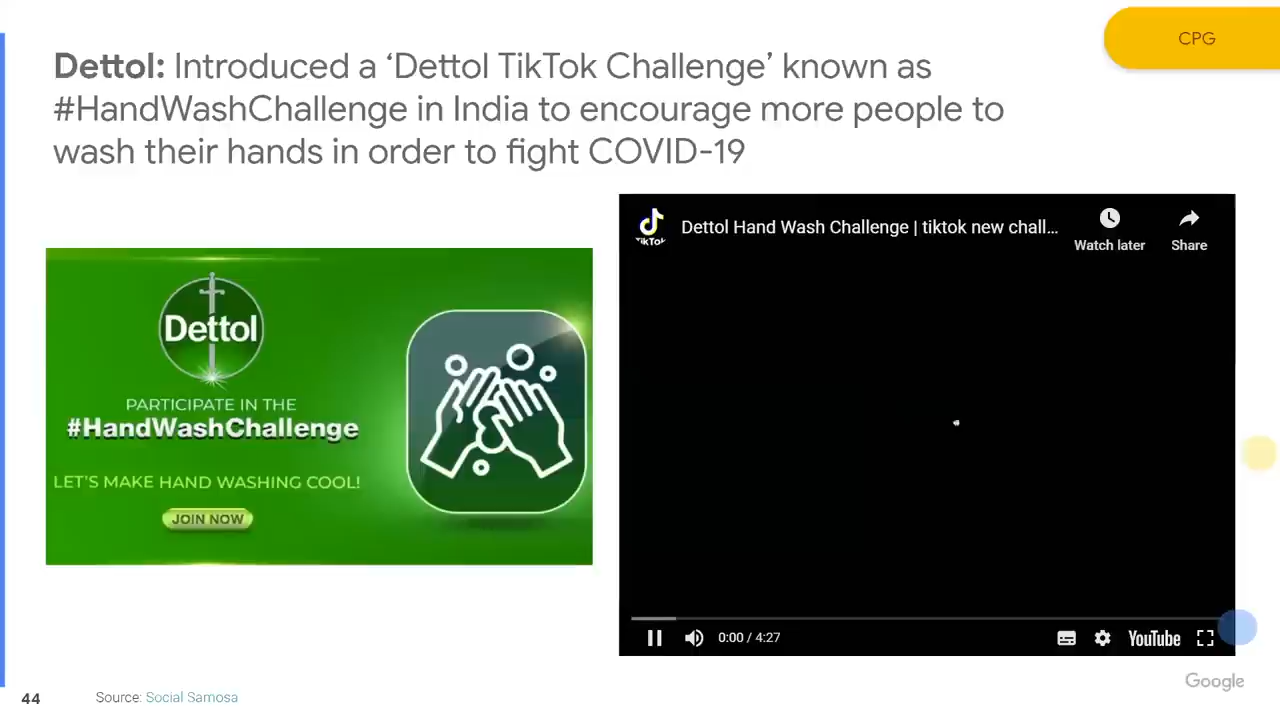 CPG
Dettol: Introduced a ‘Dettol TikTok Challenge’ known as
#HandWashChallenge in India to encourage more people to
wash their hands in order to fight COVID-19
Dettol
PARTICIPATE IN THE
#HandWashChallenge
LET'S MAKE HAND WASHING COOL!
JOIN NOW
TikTok
Dettol Hand Wash Challenge | tiktok new chall...
Watch later
Share
0:00 / 4:27
YouTube
Google
44
Source: Social Samosa